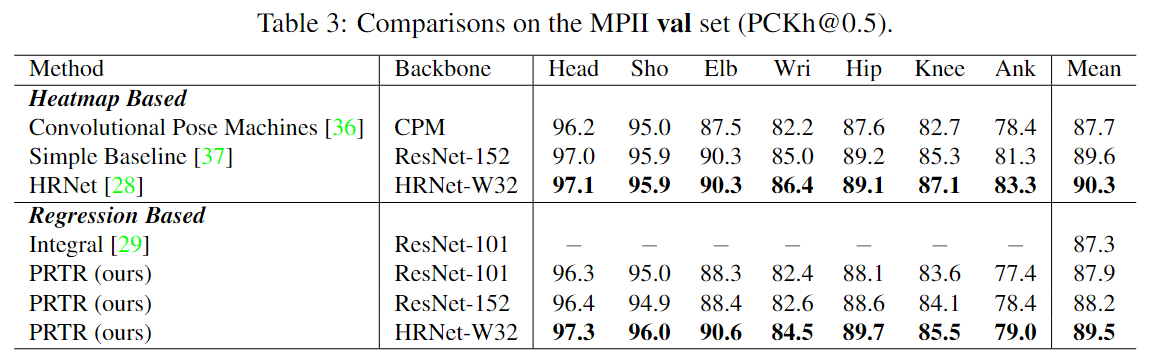 Table 3: Comparisons on the MPII val set (PCKh@0.5).
Method Backbone Head Sho Elb Wri Hip Knee Ank Mean
Heatmap Based
Convolutional Pose Machines [36] CPM 96.2 95.0 87.5 82.2 87.6 82.7 78.4 87.7
Simple Baseline [37] ResNet-152 97.0 95.9 90.3 85.0 89.2 85.3 81.3 89.6
HRNet [28] HRNet-W32 97.1 95.9 90.3 86.4 89.1 87.1 83.3 90.3
Regression Based
Integral [29] ResNet-101 − − − − − − − 87.3
PRTR (ours) ResNet-101 96.3 95.0 88.3 82.4 88.1 83.6 77.4 87.9
PRTR (ours) ResNet-152 96.4 94.9 88.4 82.6 88.6 84.1 78.4 88.2
PRTR (ours) HRNet-W32 97.3 96.0 90.6 84.5 89.7 85.5 79.0 89.5